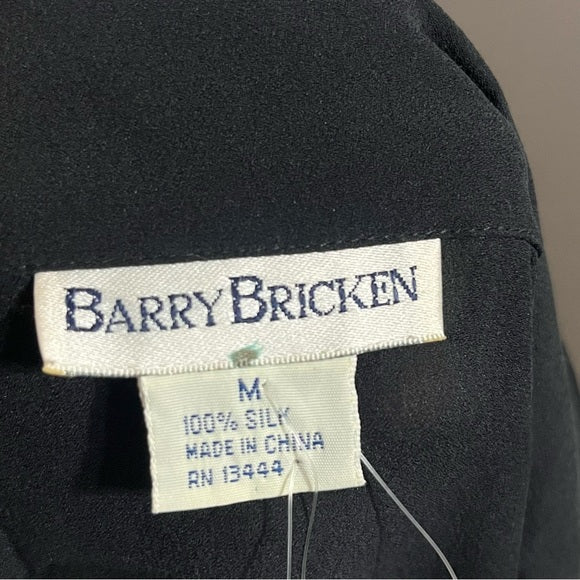 BARRY BRICKEN
M
100% SILK
MADE IN CHINA
RN 13444